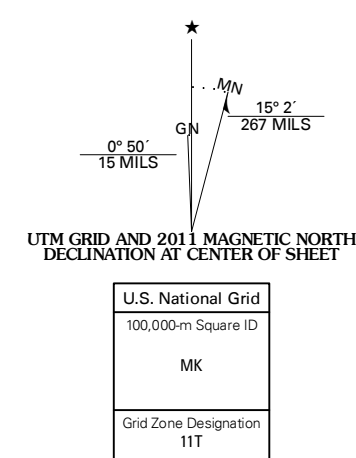 ★
MN
GN
15° 2´
267 MILS
0° 50´
15 MILS
UTM GRID AND 2011 MAGNETIC NORTH
DECLINATION AT CENTER OF SHEET
U.S. National Grid
100,000-m Square ID
MK
Grid Zone Designation
11T